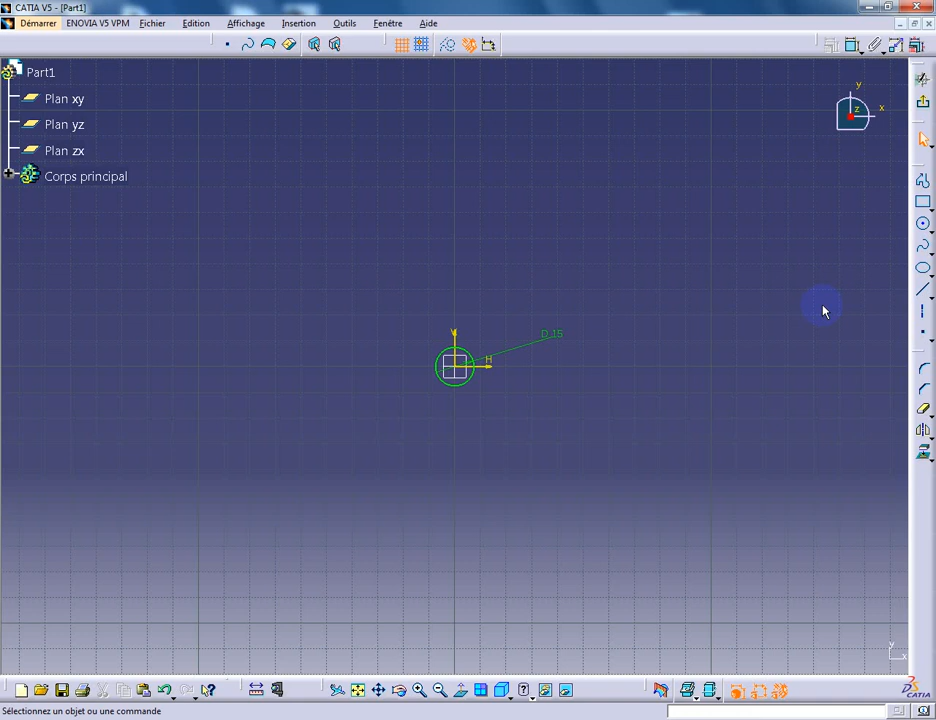 CATIA V5 - [Part1]
Démarrer ENOVIA V5 VPM Fichier Edition Affichage Insertion Outils Fenêtre Aide
Part1
Plan xy
Plan yz
Plan zx
Corps principal
y
x
z
D 15
V
H
y
x
CATIA
Sélectionnez un objet ou une commande